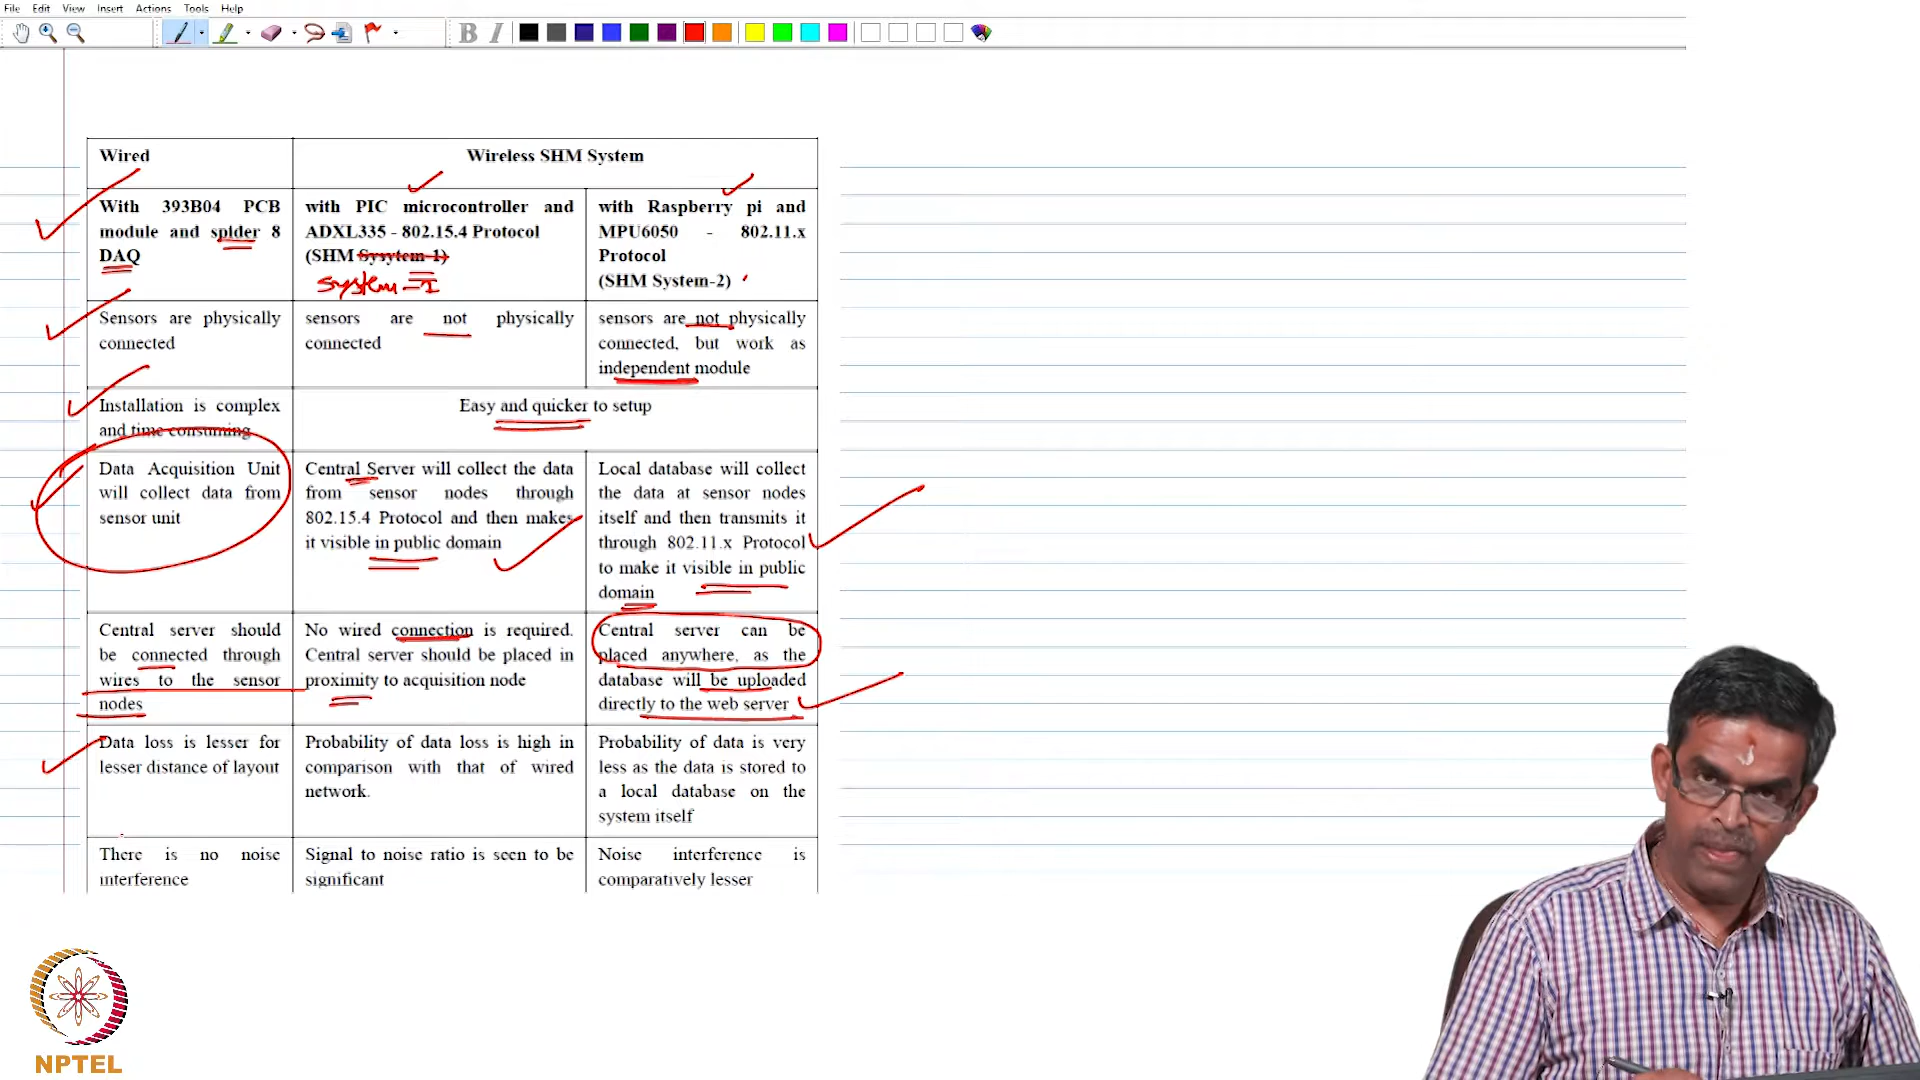 File Edit View Insert Actions Tools Help
B I
Wired
Wireless SHM System
With 393B04 PCB
module and spider 8
DAQ
with PIC microcontroller and
ADXL335 - 802.15.4 Protocol
(SHM Sysytem-1)
System-I
with Raspberry pi and
MPU6050 - 802.11.x
Protocol
(SHM System-2)
Sensors are physically
connected
sensors are not physically
connected
sensors are not physically
connected, but work as
independent module
Installation is complex
and time consuming
Easy and quicker to setup
Data Acquisition Unit
will collect data from
sensor unit
Central Server will collect the data
from sensor nodes through
802.15.4 Protocol and then makes
it visible in public domain
Local database will collect
the data at sensor nodes
itself and then transmits it
through 802.11.x Protocol
to make it visible in public
domain
Central server should
be connected through
wires to the sensor
nodes
No wired connection is required.
Central server should be placed in
proximity to acquisition node
Central server can be
placed anywhere, as the
database will be uploaded
directly to the web server
Data loss is lesser for
lesser distance of layout
Probability of data loss is high in
comparison with that of wired
network.
Probability of data is very
less as the data is stored to
a local database on the
system itself
There is no noise
interference
Signal to noise ratio is seen to be
significant
Noise interference is
comparatively lesser
NPTEL